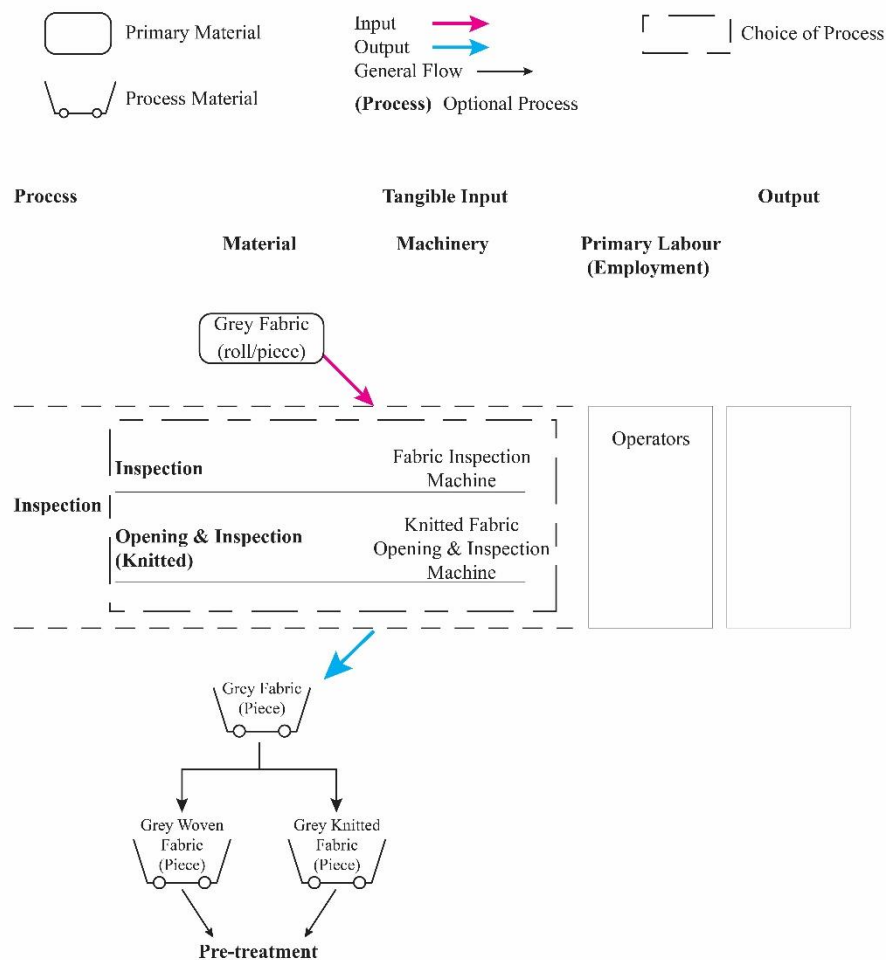 Primary Material
Process Material
Input
Output
General Flow
(Process) Optional Process
Choice of Process
Process
Tangible Input
Output
Material
Machinery
Primary Labour
(Employment)
Grey Fabric
(roll/piece)
Inspection
Inspection
Fabric Inspection
Machine
Opening & Inspection
(Knitted)
Knitted Fabric
Opening & Inspection
Machine
Operators
Grey Fabric
(Piece)
Grey Woven
Fabric
(Piece)
Grey Knitted
Fabric
(Piece)
Pre-treatment